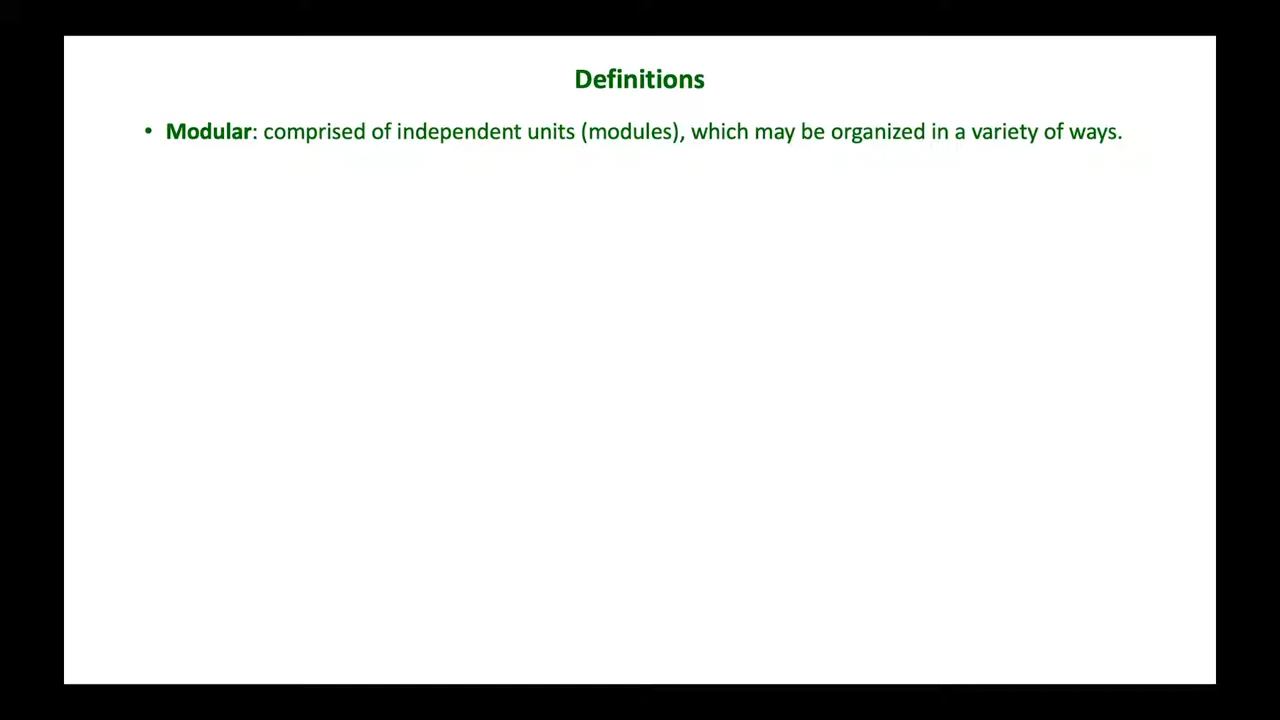 Definitions
• Modular: comprised of independent units (modules), which may be organized in a variety of ways.